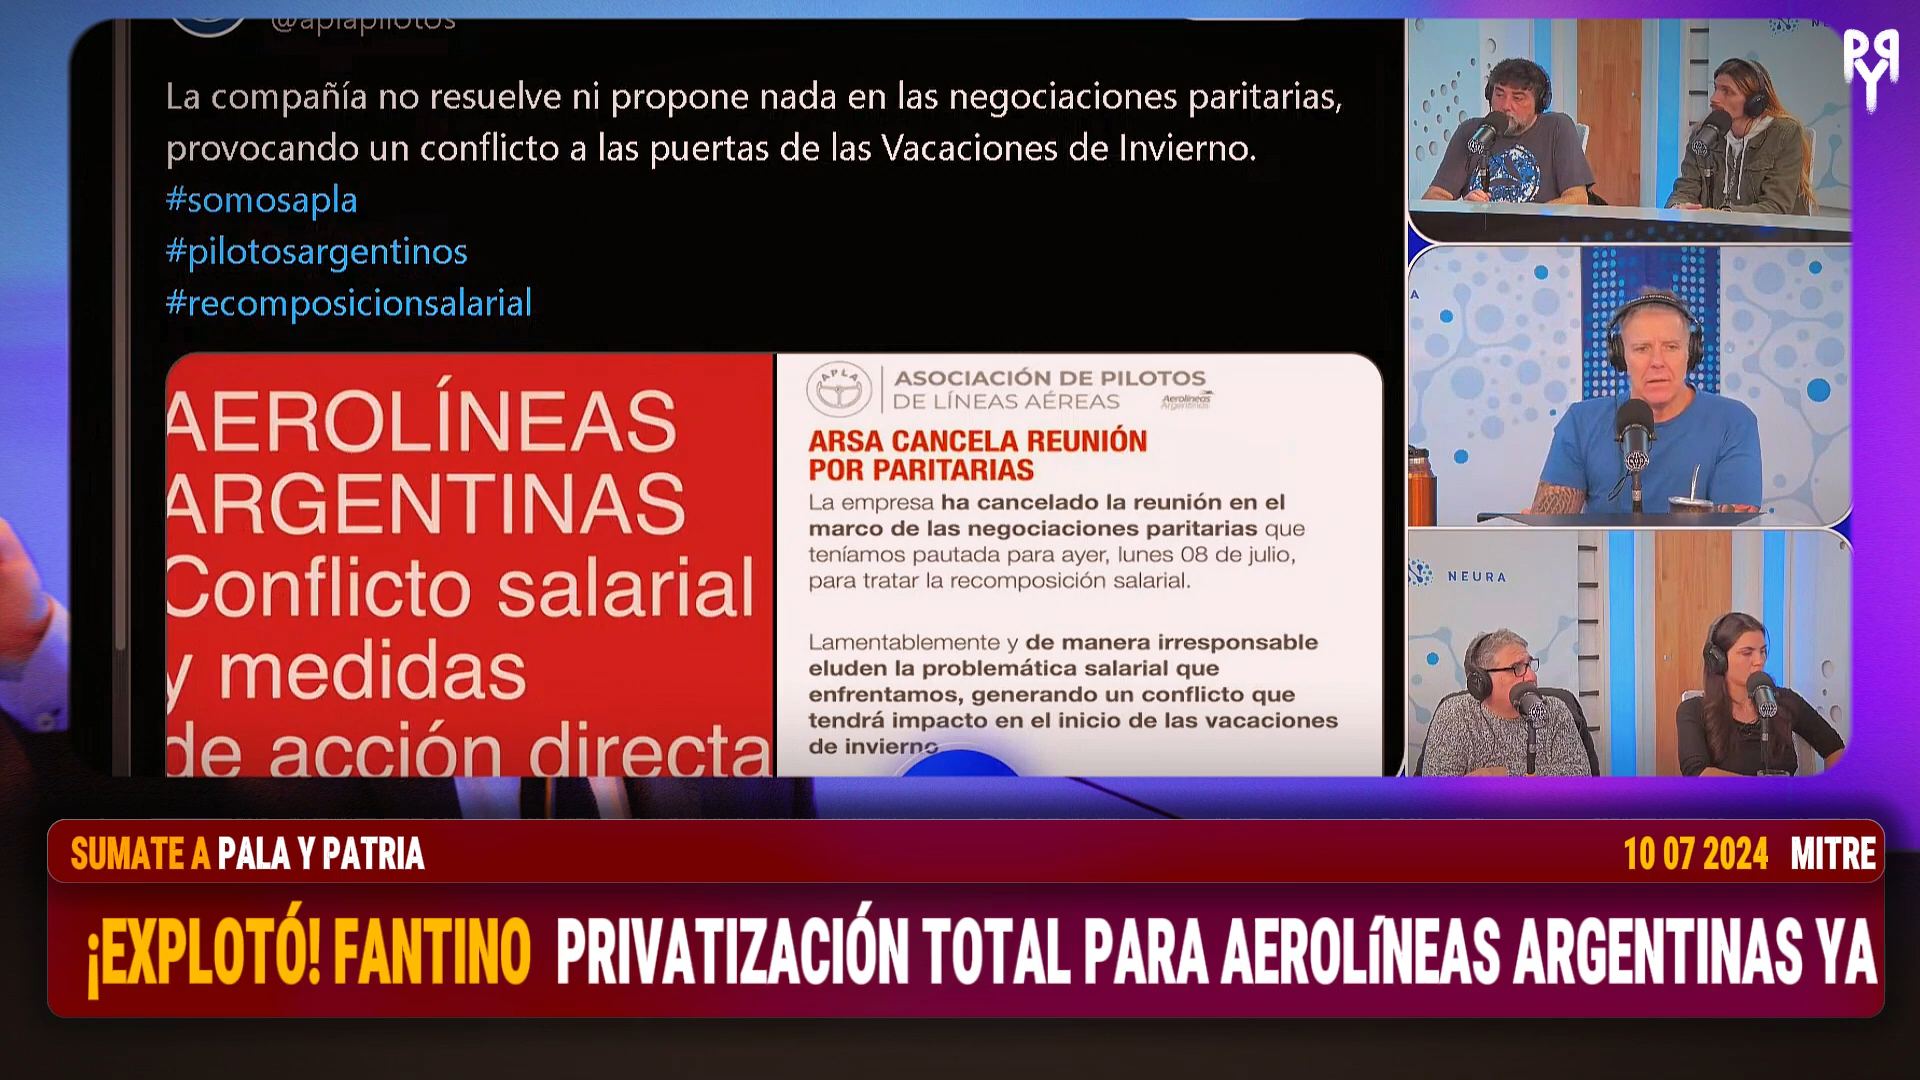 @aplapilotos
La compañía no resuelve ni propone nada en las negociaciones paritarias,
provocando un conflicto a las puertas de las Vacaciones de Invierno.
#somosapla
#pilotosargentinos
#recomposicionsalarial
AEROLÍNEAS
ARGENTINAS
Conflicto salarial
y medidas
de acción directa
APLA
ASOCIACIÓN DE PILOTOS
DE LÍNEAS AÉREAS
Aerolíneas
Argentinas
ARSA CANCELA REUNIÓN
POR PARITARIAS
La empresa ha cancelado la reunión en el
marco de las negociaciones paritarias que
teníamos pautada para ayer, lunes 08 de julio,
para tratar la recomposición salarial.
Lamentablemente y de manera irresponsable
eluden la problemática salarial que
enfrentamos, generando un conflicto que
tendrá impacto en el inicio de las vacaciones
de invierno
PPY
NEURA
SUMATE A PALA Y PATRIA
10 07 2024 MITRE
¡EXPLOTÓ! FANTINO PRIVATIZACIÓN TOTAL PARA AEROLÍNEAS ARGENTINAS YA